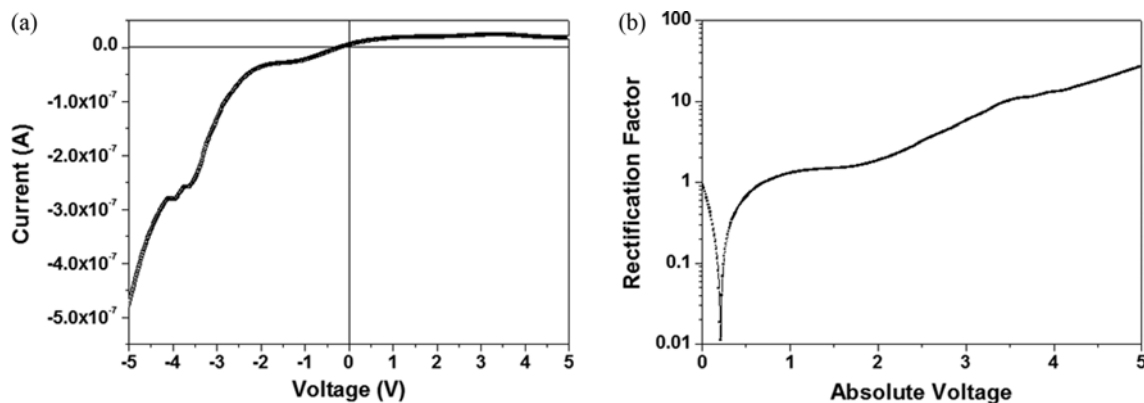 (a)
0.0
-1.0x10-7
-2.0x10-7
-3.0x10-7
-4.0x10-7
-5.0x10-7
Current (A)
-5 -4 -3 -2 -1 0 1 2 3 4 5
Voltage (V)
(b)
100
10
1
0.1
0.01
Rectification Factor
0 1 2 3 4 5
Absolute Voltage